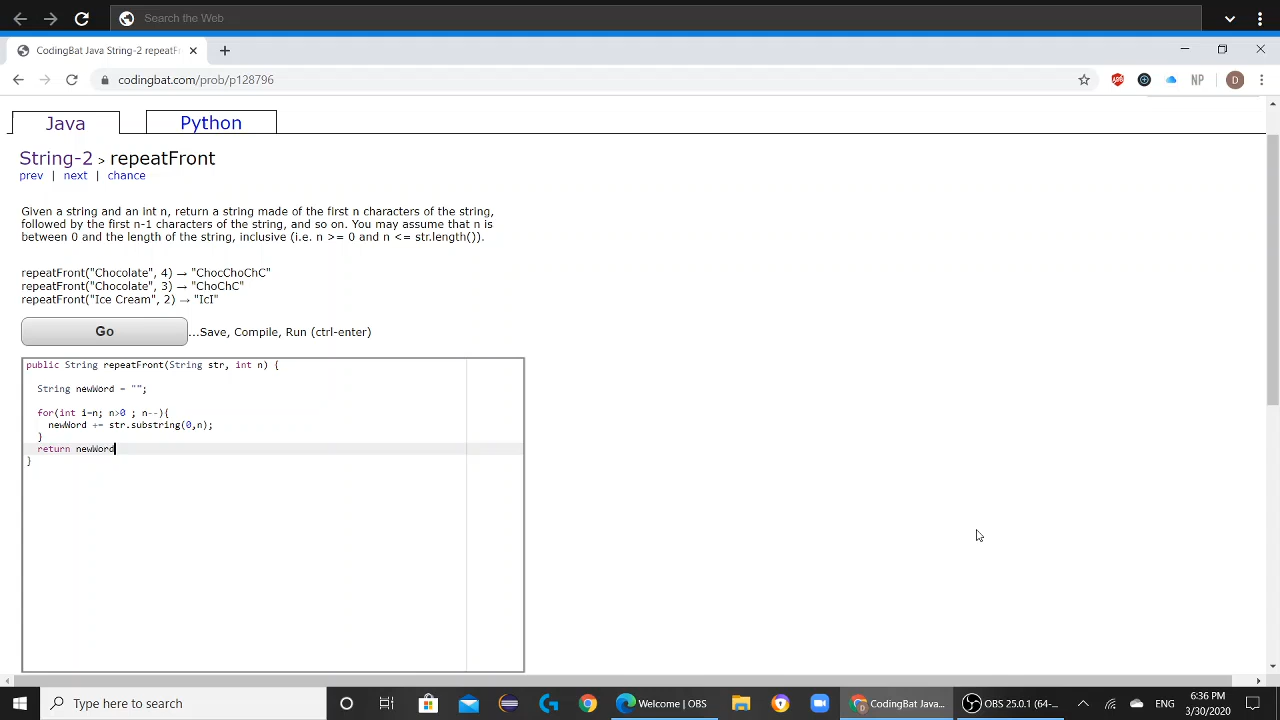 Search the Web
CodingBat Java String-2 repeatFr
codingbat.com/prob/p128796
NP
D
Java
Python
String-2 > repeatFront
prev | next | chance
Given a string and an int n, return a string made of the first n characters of the string,
followed by the first n-1 characters of the string, and so on. You may assume that n is
between 0 and the length of the string, inclusive (i.e. n >= 0 and n <= str.length()).
repeatFront("Chocolate", 4) → "ChocChoChC"
repeatFront("Chocolate", 3) → "ChoChC"
repeatFront("Ice Cream", 2) → "IcI"
Go
...Save, Compile, Run (ctrl-enter)
public String repeatFront(String str, int n) {
String newWord = "";
for(int i=n; n>0 ; n--){
newWord += str.substring(0,n);
}
return newWord
}
Type here to search
Welcome | OBS
CodingBat Java...
OBS 25.0.1 (64-...
ENG
6:36 PM
3/30/2020